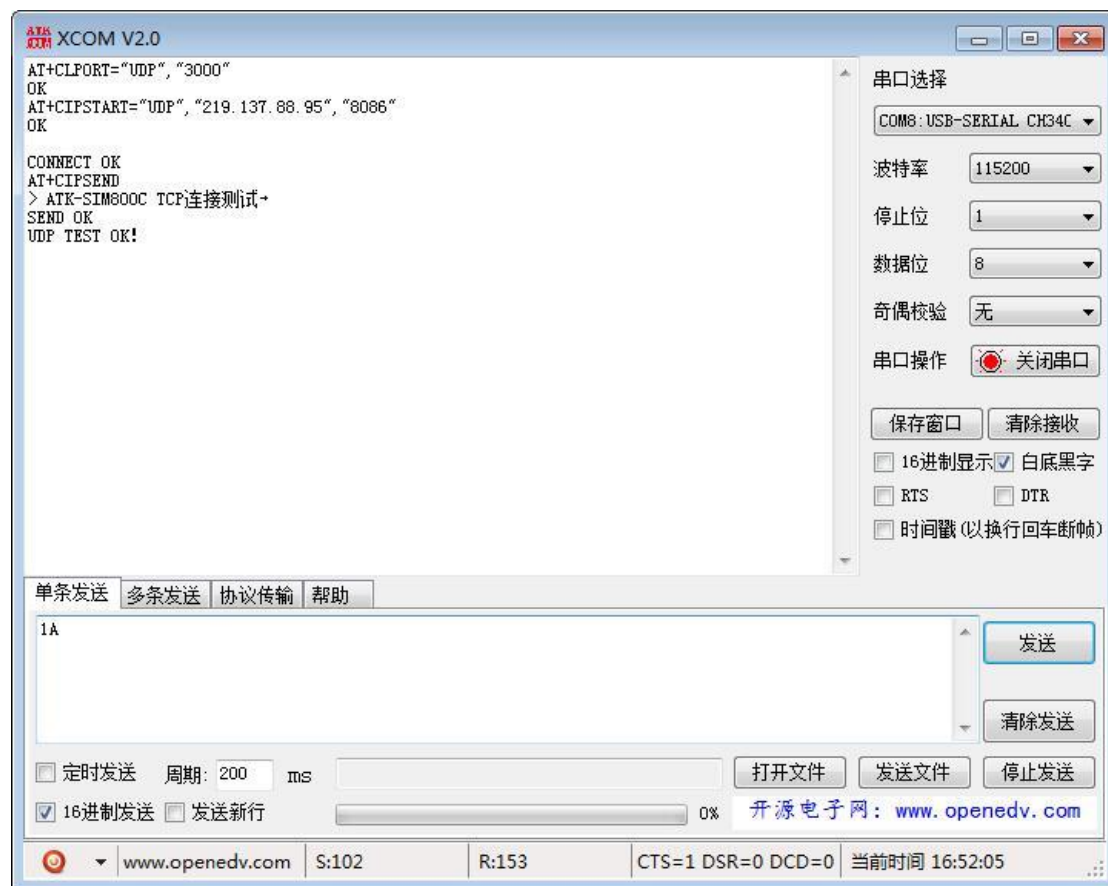 ATK XCOM XCOM V2.0
AT+CLPORT="UDP","3000"
OK
AT+CIPSTART="UDP","219.137.88.95","8086"
OK
CONNECT OK
AT+CIPSEND
> ATK-SIM800C TCP连接测试→
SEND OK
UDP TEST OK!
串口选择
COM8:USB-SERIAL CH34C
波特率 115200
停止位 1
数据位 8
奇偶校验 无
串口操作 关闭串口
保存窗口 清除接收
16进制显示 白底黑字
RTS DTR
时间戳(以换行回车断帧)
单条发送 多条发送 协议传输 帮助
1A
发送
清除发送
定时发送 周期: 200 ms 打开文件 发送文件 停止发送
16进制发送 发送新行 0% 开源电子网: www.openedv.com
www.openedv.com S:102 R:153 CTS=1 DSR=0 DCD=0 当前时间 16:52:05